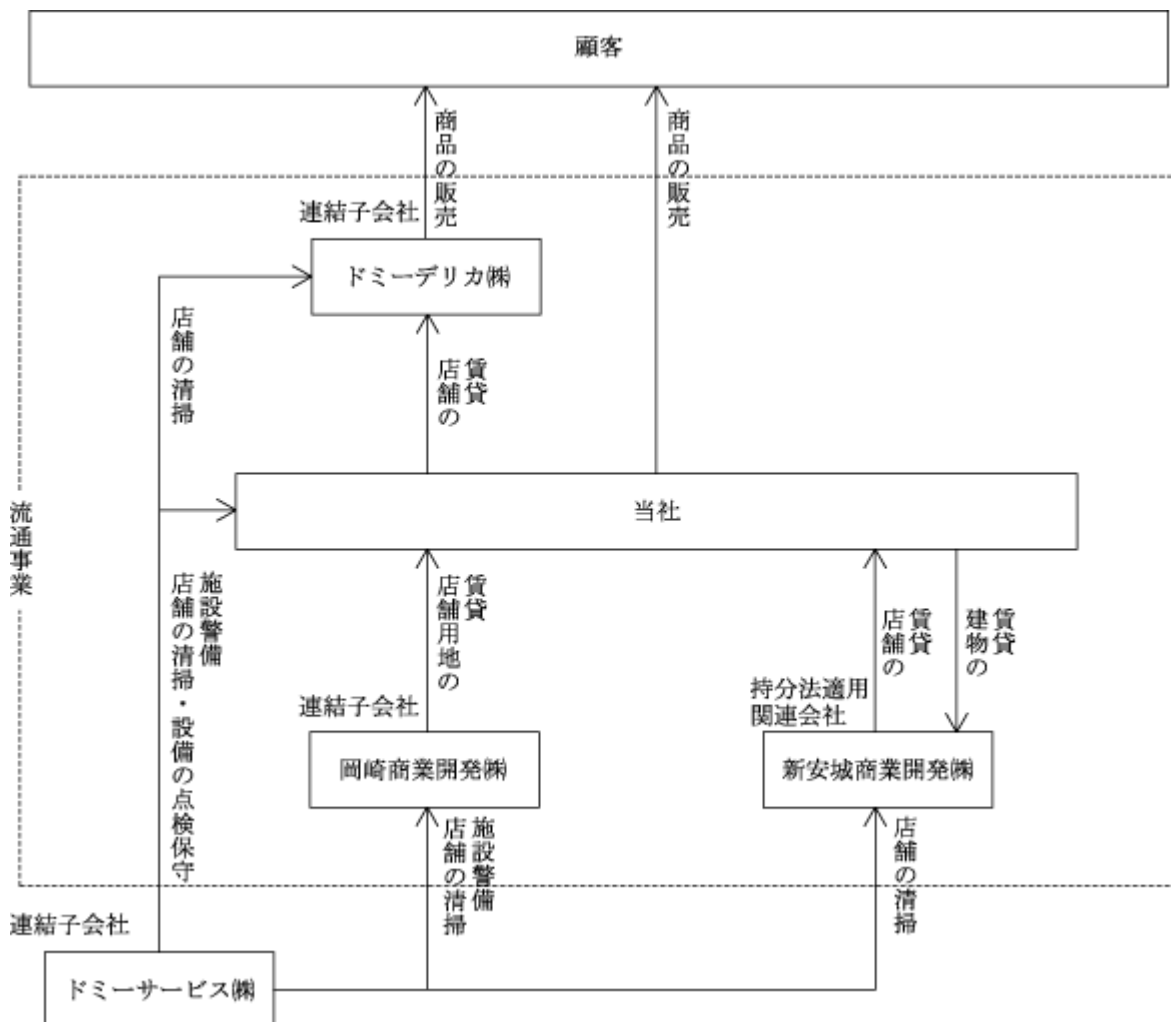 顧客
商品の販売
商品の販売
連結子会社
ドミーデリカ㈱
店舗の清掃
店舗の
賃貸
当社
流通事業
施設警備
店舗の清掃・設備の点検保守
店舗用地の
賃貸
店舗の
賃貸
建物の
賃貸
連結子会社
持分法適用
関連会社
岡崎商業開発㈱
新安城商業開発㈱
施設警備
店舗の清掃
店舗の清掃
連結子会社
ドミーサービス㈱